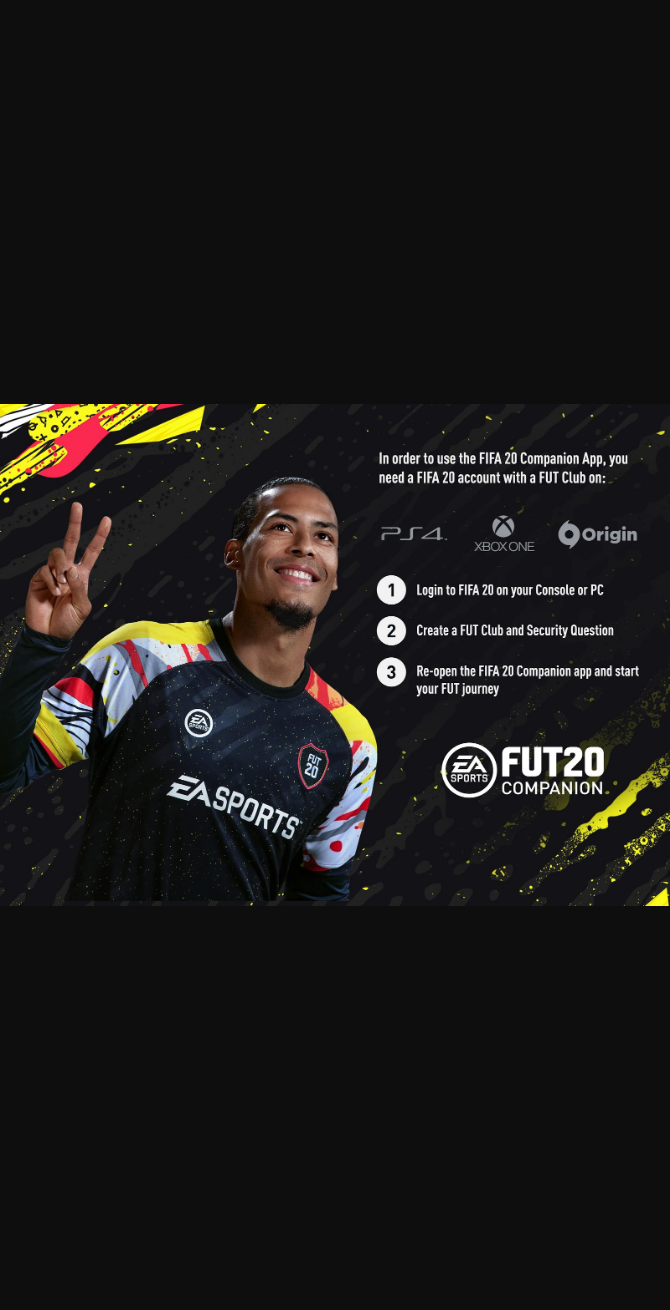 In order to use the FIFA 20 Companion App, you
need a FIFA 20 account with a FUT Club on:
PS4
XBOX ONE
Origin
1 Login to FIFA 20 on your Console or PC
2 Create a FUT Club and Security Question
3 Re-open the FIFA 20 Companion app and start
your FUT journey
EA
SPORTS
FUT
20
EA SPORTS
EA
SPORTS
FUT20
COMPANION